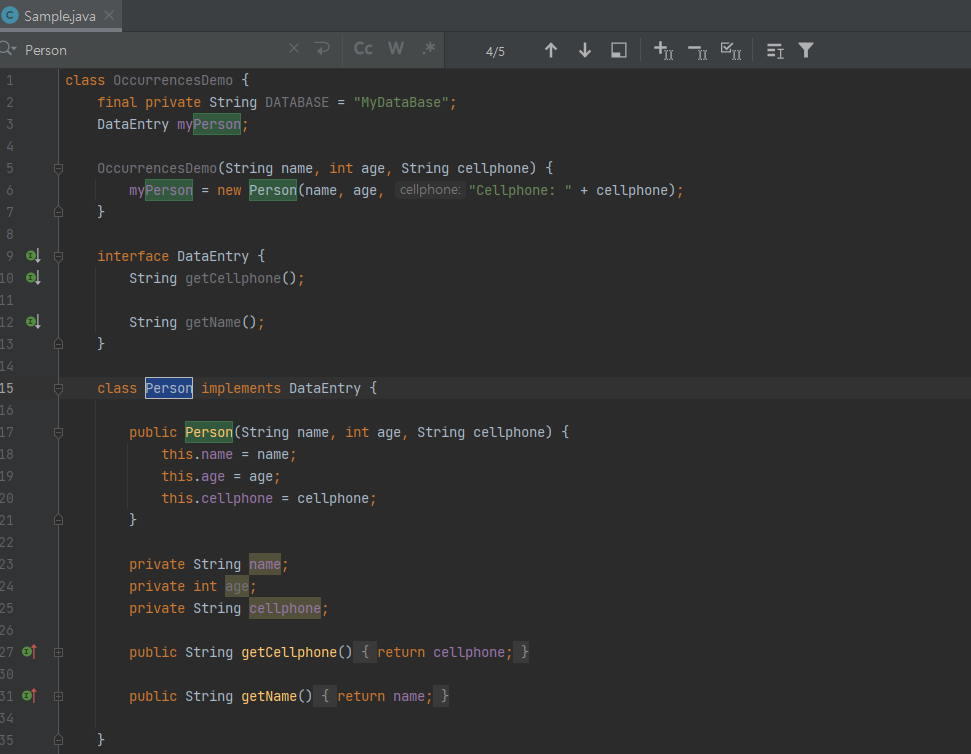 Sample.java
Person Cc W .* 4/5
1 class OccurrencesDemo {
2 final private String DATABASE = "MyDataBase";
3 DataEntry myPerson;
4
5 OccurrencesDemo(String name, int age, String cellphone) {
6 myPerson = new Person(name, age, cellphone: "Cellphone: " + cellphone);
7 }
8
9 interface DataEntry {
10 String getCellphone();
11
12 String getName();
13 }
14
15 class Person implements DataEntry {
16
17 public Person(String name, int age, String cellphone) {
18 this.name = name;
19 this.age = age;
20 this.cellphone = cellphone;
21 }
22
23 private String name;
24 private int age;
25 private String cellphone;
26
27 public String getCellphone() { return cellphone; }
30
31 public String getName() { return name; }
34
35 }